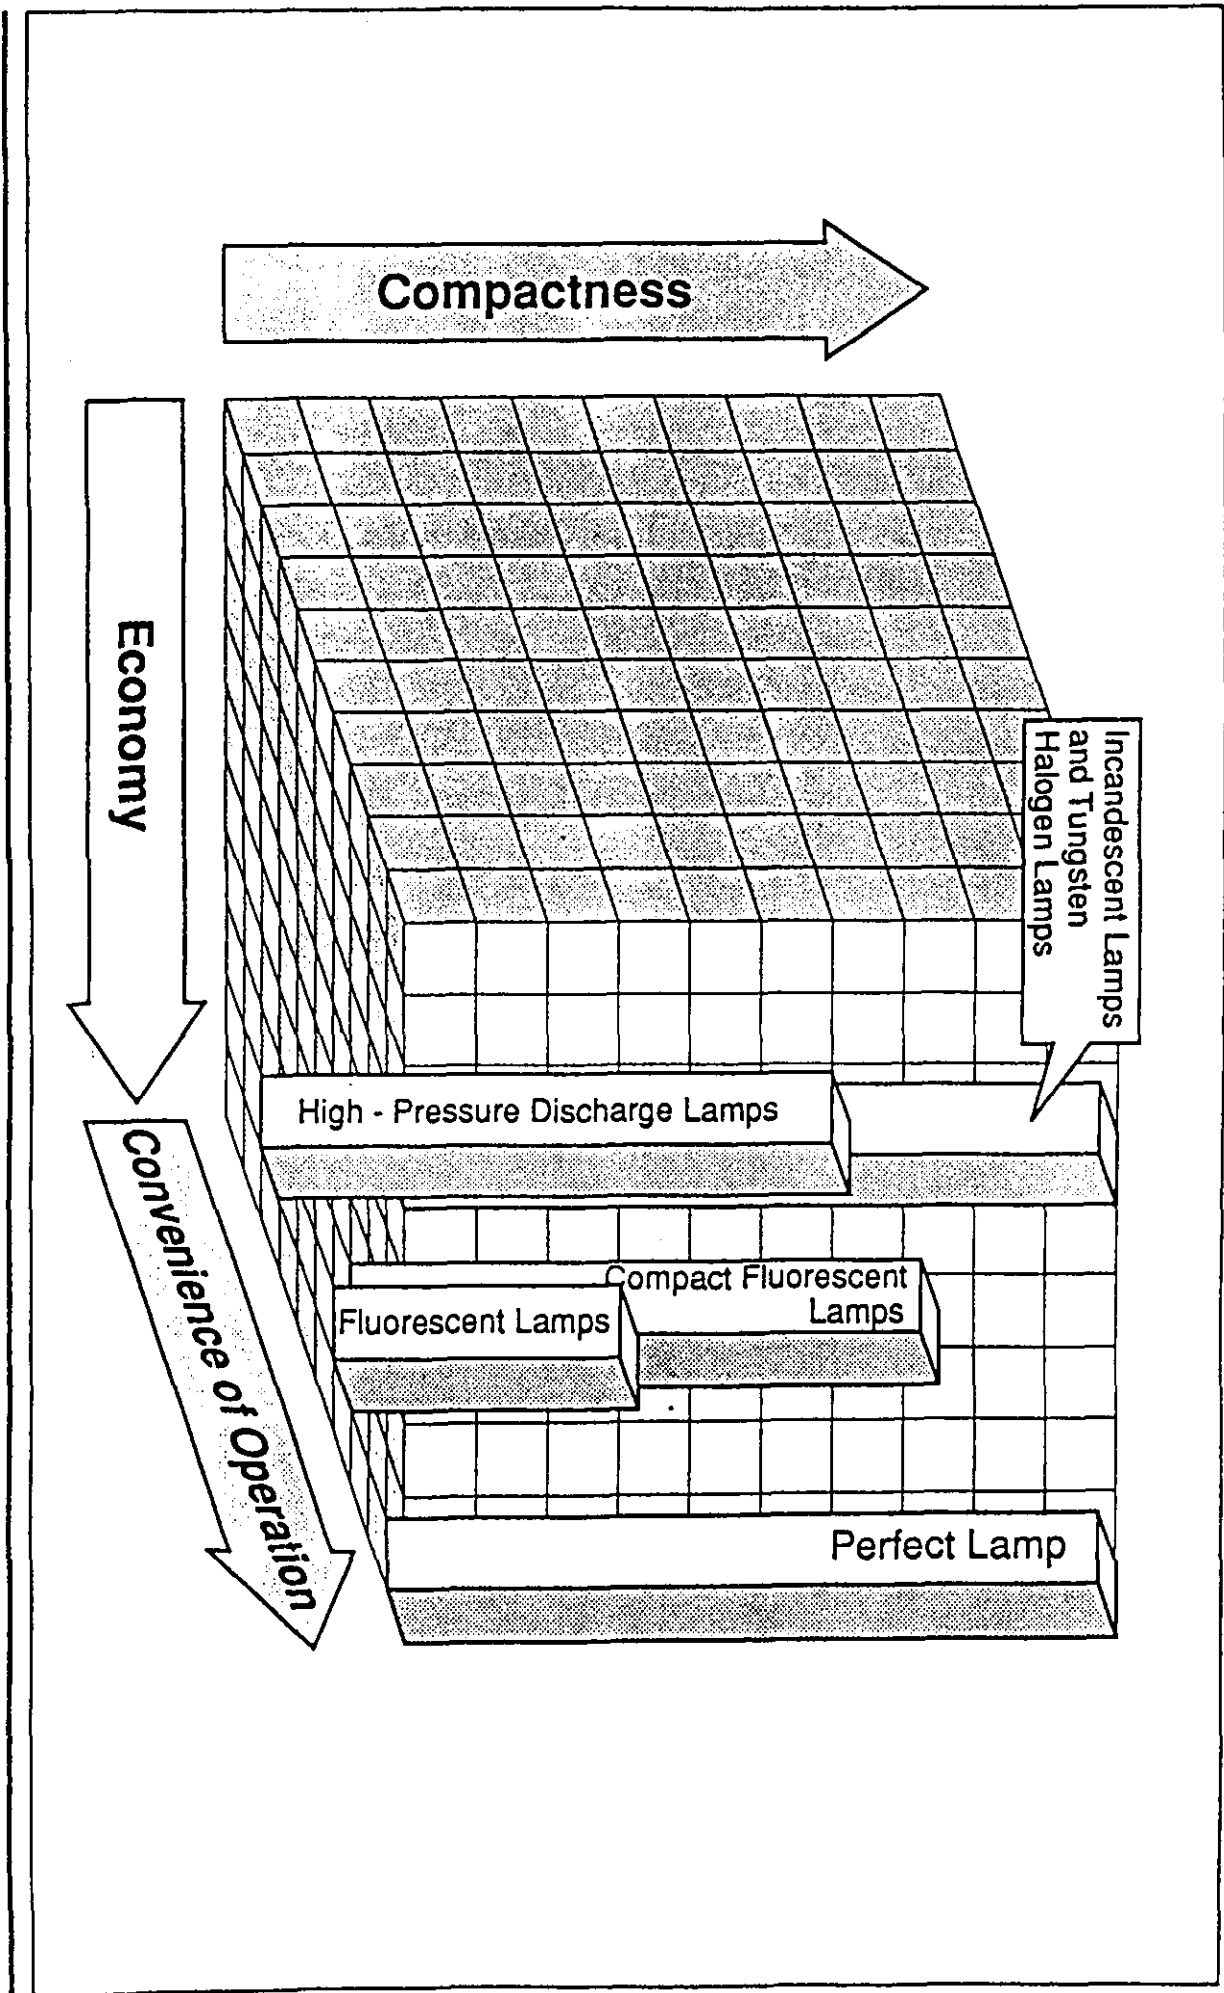 Compactness
Economy
Convenience of Operation
Incandescent Lamps
and Tungsten
Halogen Lamps
High - Pressure Discharge Lamps
Compact Fluorescent
Lamps
Fluorescent Lamps
Perfect Lamp